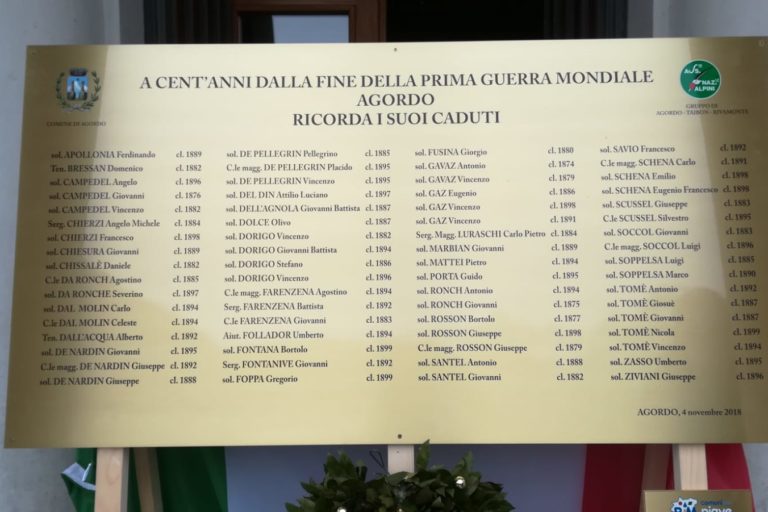 A CENT'ANNI DALLA FINE DELLA PRIMA GUERRA MONDIALE
AGORDO
RICORDA I SUOI CADUTI
COMUNE DI AGORDO
ASS.
NAZ.
ALPINI
GRUPPO DI
AGORDO - TAIBON - RIVAMONTE
sol. APOLLONIA Ferdinando cl. 1889
Ten. BRESSAN Domenico cl. 1882
sol. CAMPEDEL Angelo cl. 1896
sol. CAMPEDEL Giovanni cl. 1876
sol. CAMPEDEL Vincenzo cl. 1882
Serg. CHIERZI Angelo Michele cl. 1884
sol. CHIERZI Francesco cl. 1898
sol. CHIESURA Giovanni cl. 1889
sol. CHISSALÈ Daniele cl. 1882
C.le DA RONCH Agostino cl. 1885
sol. DA RONCHE Severino cl. 1897
sol. DAL MOLIN Carlo cl. 1894
C.le DAL MOLIN Celeste cl. 1894
Ten. DALL'ACQUA Alberto cl. 1892
sol. DE NARDIN Giovanni cl. 1895
C.le magg. DE NARDIN Giuseppe cl. 1892
sol. DE NARDIN Giuseppe cl. 1888
sol. DE PELLEGRIN Pellegrino cl. 1885
C.le magg. DE PELLEGRIN Placido cl. 1895
sol. DE PELLEGRIN Vincenzo cl. 1895
sol. DEL DIN Attilio Luciano cl. 1897
sol. DELL'AGNOLA Giovanni Battista cl. 1887
sol. DOLCE Olivo cl. 1887
sol. DORIGO Vincenzo cl. 1882
sol. DORIGO Giovanni Battista cl. 1894
sol. DORIGO Stefano cl. 1886
sol. DORIGO Vincenzo cl. 1896
C.le magg. FARENZENA Agostino cl. 1894
Serg. FARENZENA Battista cl. 1892
C.le FARENZENA Giovanni cl. 1883
Aiut. FOLLADOR Umberto cl. 1894
sol. FONTANA Bortolo cl. 1899
Serg. FONTANIVE Giovanni cl. 1892
sol. FOPPA Gregorio cl. 1899
sol. FUSINA Giorgio cl. 1880
sol. GAVAZ Antonio cl. 1874
sol. GAVAZ Vincenzo cl. 1879
sol. GAZ Eugenio cl. 1886
sol. GAZ Vincenzo cl. 1898
sol. GAZ Vincenzo cl. 1891
Serg. Magg. LURASCHI Carlo Pietro cl. 1884
sol. MARBIAN Giovanni cl. 1889
sol. MATTEI Pietro cl. 1894
sol. PORTA Guido cl. 1895
sol. RONCH Antonio cl. 1894
sol. RONCH Giovanni cl. 1875
sol. ROSSON Bortolo cl. 1877
sol. ROSSON Giuseppe cl. 1898
C.le magg. ROSSON Giuseppe cl. 1879
sol. SANTEL Antonio cl. 1888
sol. SANTEL Giovanni cl. 1882
sol. SAVIO Francesco cl. 1892
C.le magg. SCHENA Carlo cl. 1891
sol. SCHENA Emilio cl. 1898
sol. SCHENA Eugenio Francesco cl. 1898
sol. SCUSSEL Giuseppe cl. 1883
C.le SCUSSEL Silvestro cl. 1895
sol. SOCCOL Giovanni cl. 1883
C.le magg. SOCCOL Luigi cl. 1896
sol. SOPPELSA Luigi cl. 1885
sol. SOPPELSA Marco cl. 1890
sol. TOMÈ Antonio cl. 1892
sol. TOMÈ Giosuè cl. 1887
sol. TOMÈ Giovanni cl. 1887
sol. TOMÈ Nicola cl. 1899
sol. TOMÈ Vincenzo cl. 1894
sol. ZASSO Umberto cl. 1895
sol. ZIVIANI Giuseppe cl. 1896
AGORDO, 4 novembre 2018
piave